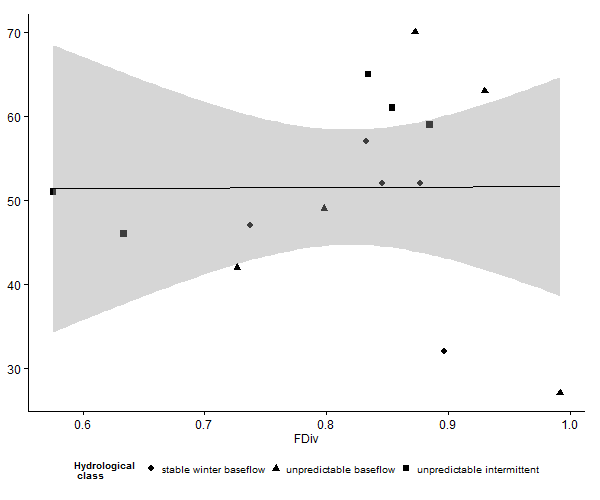 70
60
50
40
30
0.6 0.7 0.8 0.9 1.0
FDiv
Hydrological
class
stable winter baseflow unpredictable baseflow unpredictable intermittent